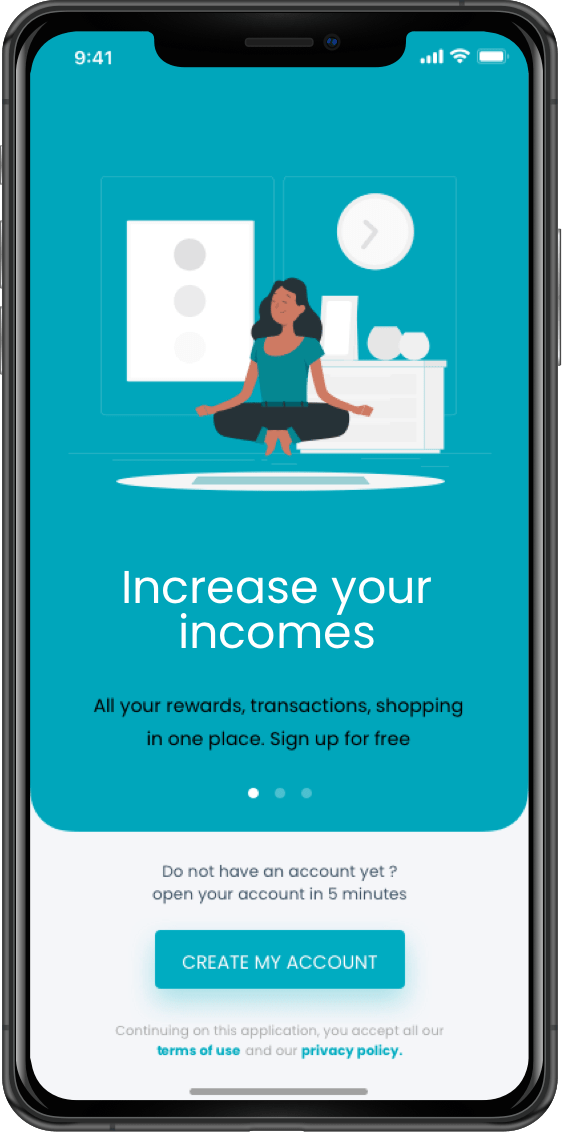 9:41
Increase your
incomes
All your rewards, transactions, shopping
in one place. Sign up for free
Do not have an account yet ?
open your account in 5 minutes
CREATE MY ACCOUNT
Continuing on this application, you accept all our
terms of use and our privacy policy.